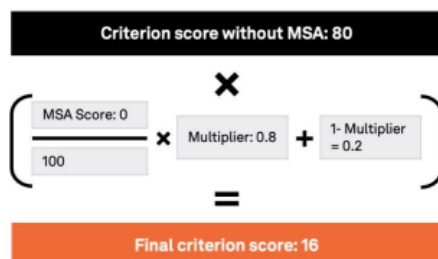 Criterion score without MSA: 80
×
MSA Score: 0
100
×
Multiplier: 0.8
+
1- Multiplier
= 0.2
=
Final criterion score: 16